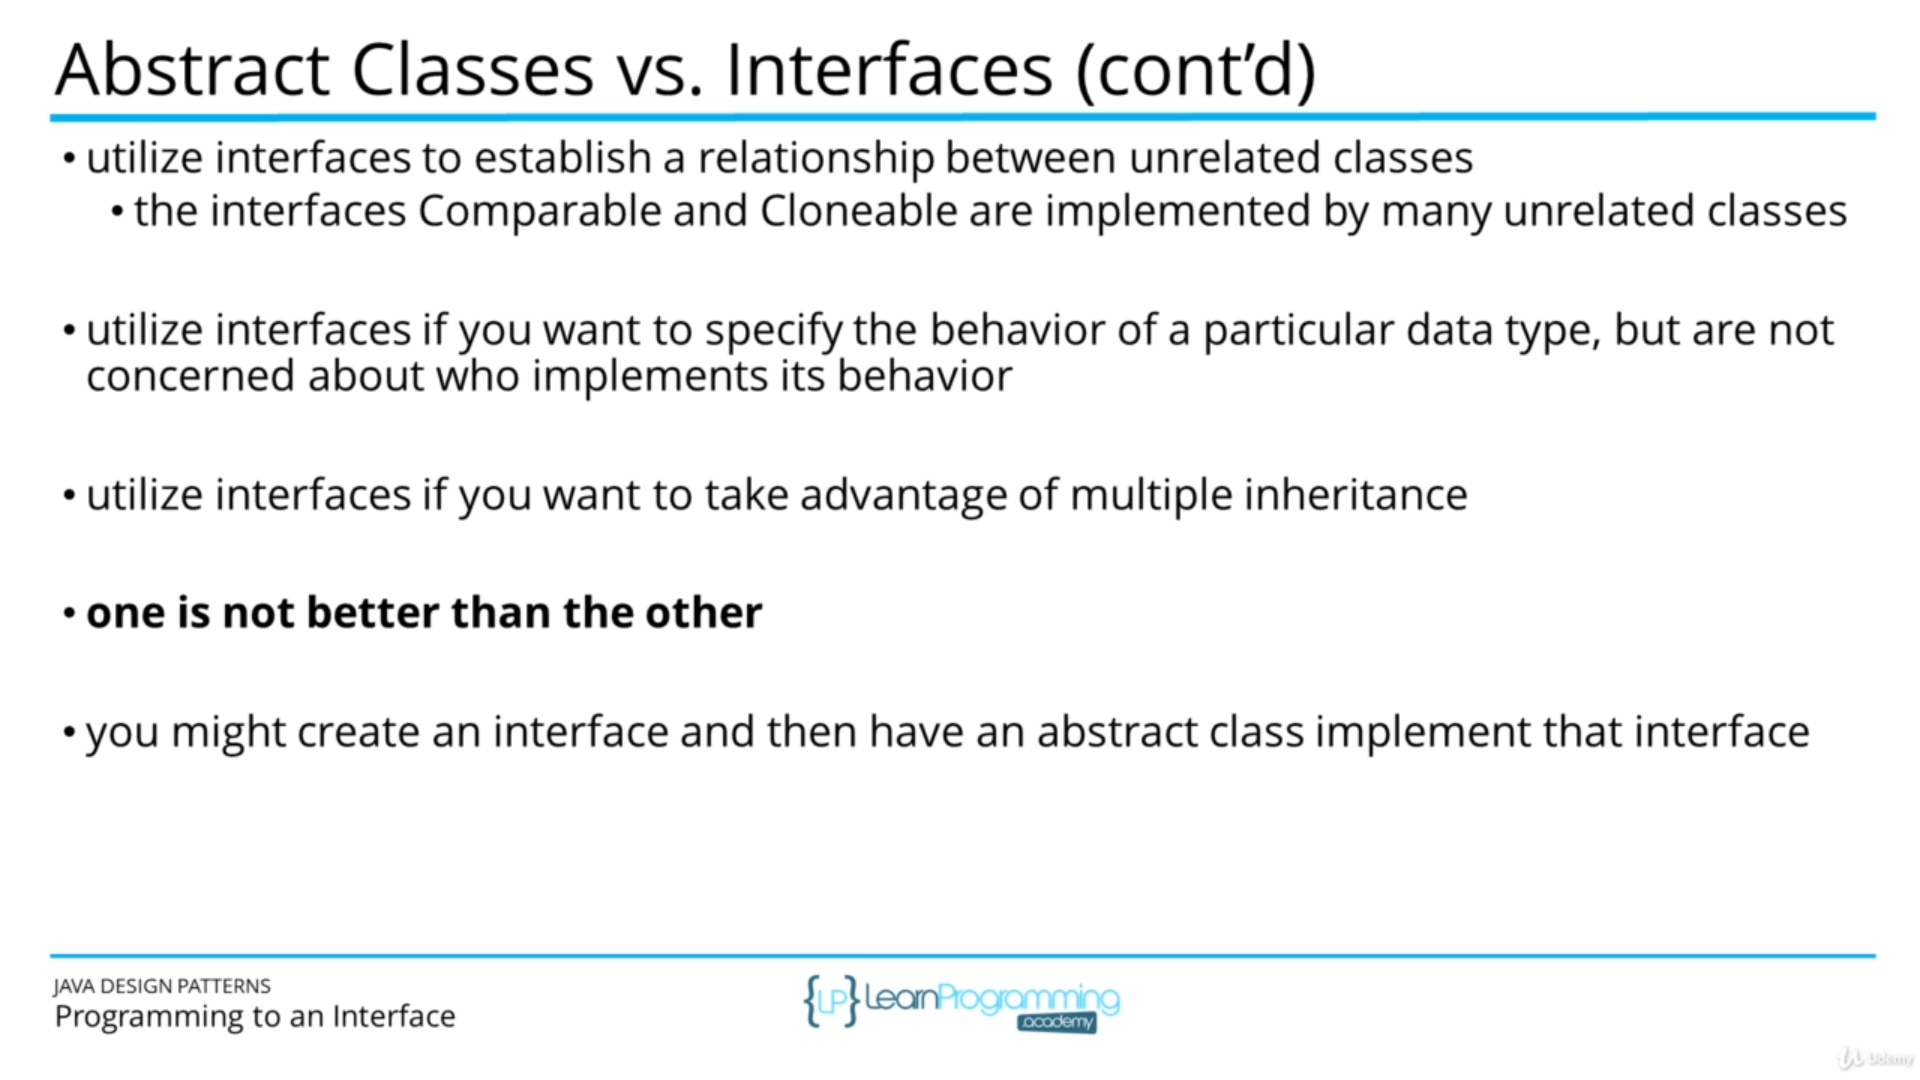 Abstract Classes vs. Interfaces (cont’d)
• utilize interfaces to establish a relationship between unrelated classes
• the interfaces Comparable and Cloneable are implemented by many unrelated classes
• utilize interfaces if you want to specify the behavior of a particular data type, but are not
concerned about who implements its behavior
• utilize interfaces if you want to take advantage of multiple inheritance
• one is not better than the other
• you might create an interface and then have an abstract class implement that interface
JAVA DESIGN PATTERNS
Programming to an Interface
{LP} LearnProgramming
academy
Udemy